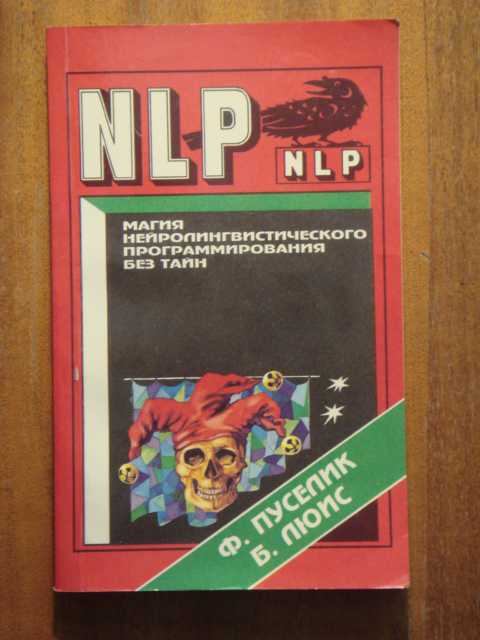 NLP
NLP
МАГИЯ
НЕЙРОЛИНГВИСТИЧЕСКОГО
ПРОГРАММИРОВАНИЯ
БЕЗ ТАЙН
Ф. ПУСЕЛИК
Б. ЛЮИС